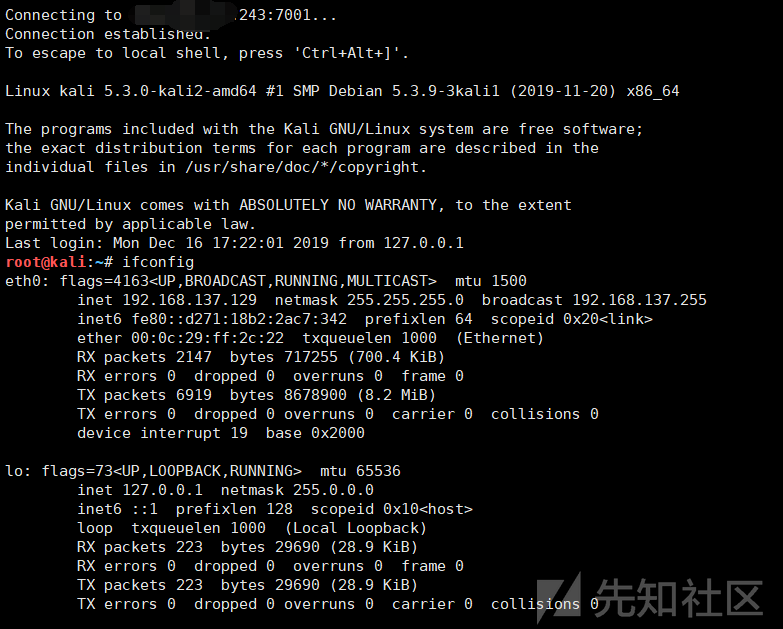 Connecting to .243:7001...
Connection established.
To escape to local shell, press 'Ctrl+Alt+]'.
Linux kali 5.3.0-kali2-amd64 #1 SMP Debian 5.3.9-3kali1 (2019-11-20) x86_64
The programs included with the Kali GNU/Linux system are free software;
the exact distribution terms for each program are described in the
individual files in /usr/share/doc/*/copyright.
Kali GNU/Linux comes with ABSOLUTELY NO WARRANTY, to the extent
permitted by applicable law.
Last login: Mon Dec 16 17:22:01 2019 from 127.0.0.1
root@kali:~# ifconfig
eth0: flags=4163<UP,BROADCAST,RUNNING,MULTICAST>  mtu 1500
        inet 192.168.137.129  netmask 255.255.255.0  broadcast 192.168.137.255
        inet6 fe80::d271:18b2:2ac7:342  prefixlen 64  scopeid 0x20<link>
        ether 00:0c:29:ff:2c:22  txqueuelen 1000  (Ethernet)
        RX packets 2147  bytes 717255 (700.4 KiB)
        RX errors 0  dropped 0  overruns 0  frame 0
        TX packets 6919  bytes 8678900 (8.2 MiB)
        TX errors 0  dropped 0 overruns 0  carrier 0  collisions 0
        device interrupt 19  base 0x2000
lo: flags=73<UP,LOOPBACK,RUNNING>  mtu 65536
        inet 127.0.0.1  netmask 255.0.0.0
        inet6 ::1  prefixlen 128  scopeid 0x10<host>
        loop  txqueuelen 1000  (Local Loopback)
        RX packets 223  bytes 29690 (28.9 KiB)
        RX errors 0  dropped 0  overruns 0  frame 0
        TX packets 223  bytes 29690 (28.9 KiB)
        TX errors 0  dropped 0 overruns 0  carrier 0  collisions 0
先知社区